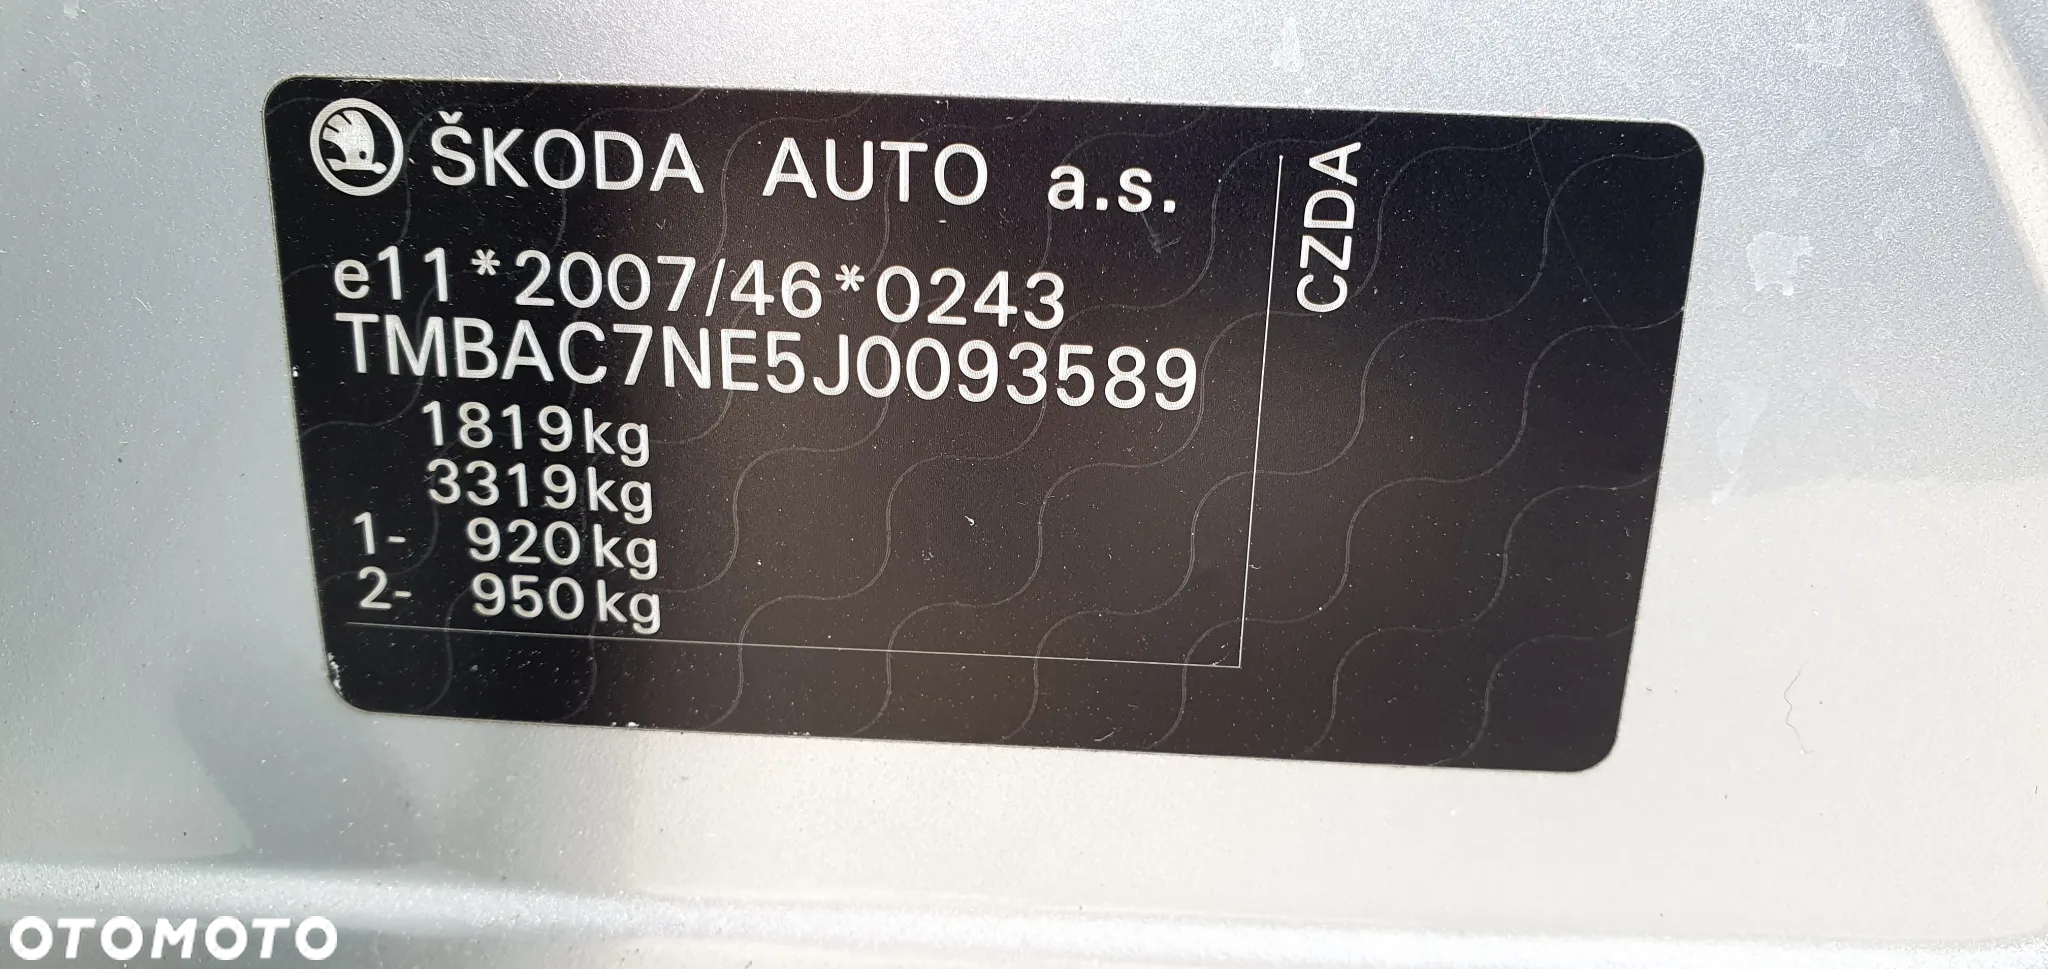 ŠKODA AUTO a.s.
e11*2007/46*0243
TMBAC7NE5J0093589
1819kg
3319kg
1- 920kg
2- 950kg
CZDA
OTOMOTO